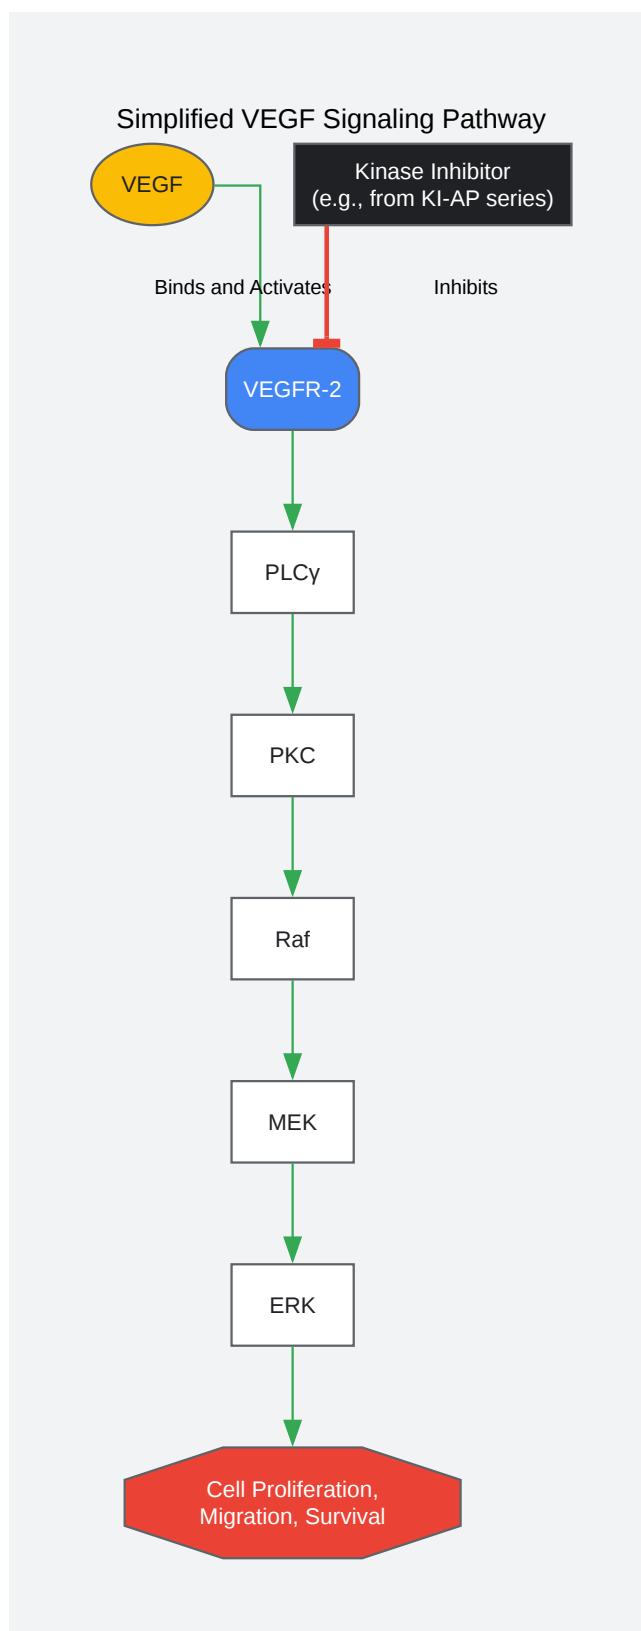 Simplified VEGF Signaling Pathway
VEGF
Kinase Inhibitor
(e.g., from KI-AP series)
Binds and Activates
Inhibits
VEGFR-2
PLCγ
PKC
Raf
MEK
ERK
Cell Proliferation,
Migration, Survival